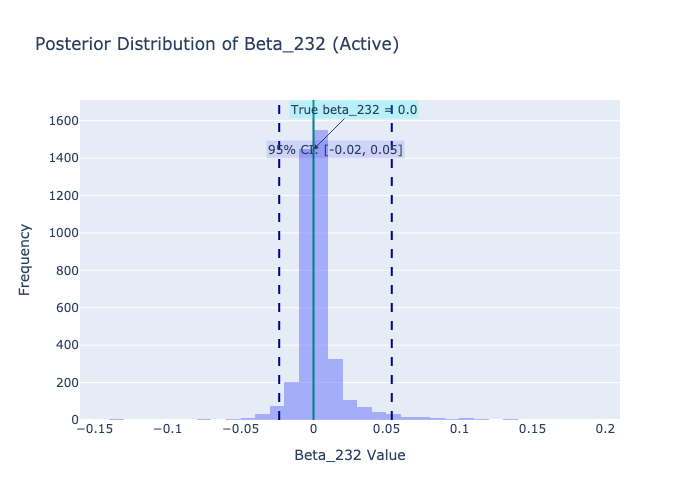 Posterior Distribution of Beta_232 (Active)
True beta_232 = 0.0
95% CI: [-0.02, 0.05]
1600
1400
1200
1000
800
600
400
200
0
Frequency
−0.15 −0.1 −0.05 0 0.05 0.1 0.15 0.2
Beta_232 Value